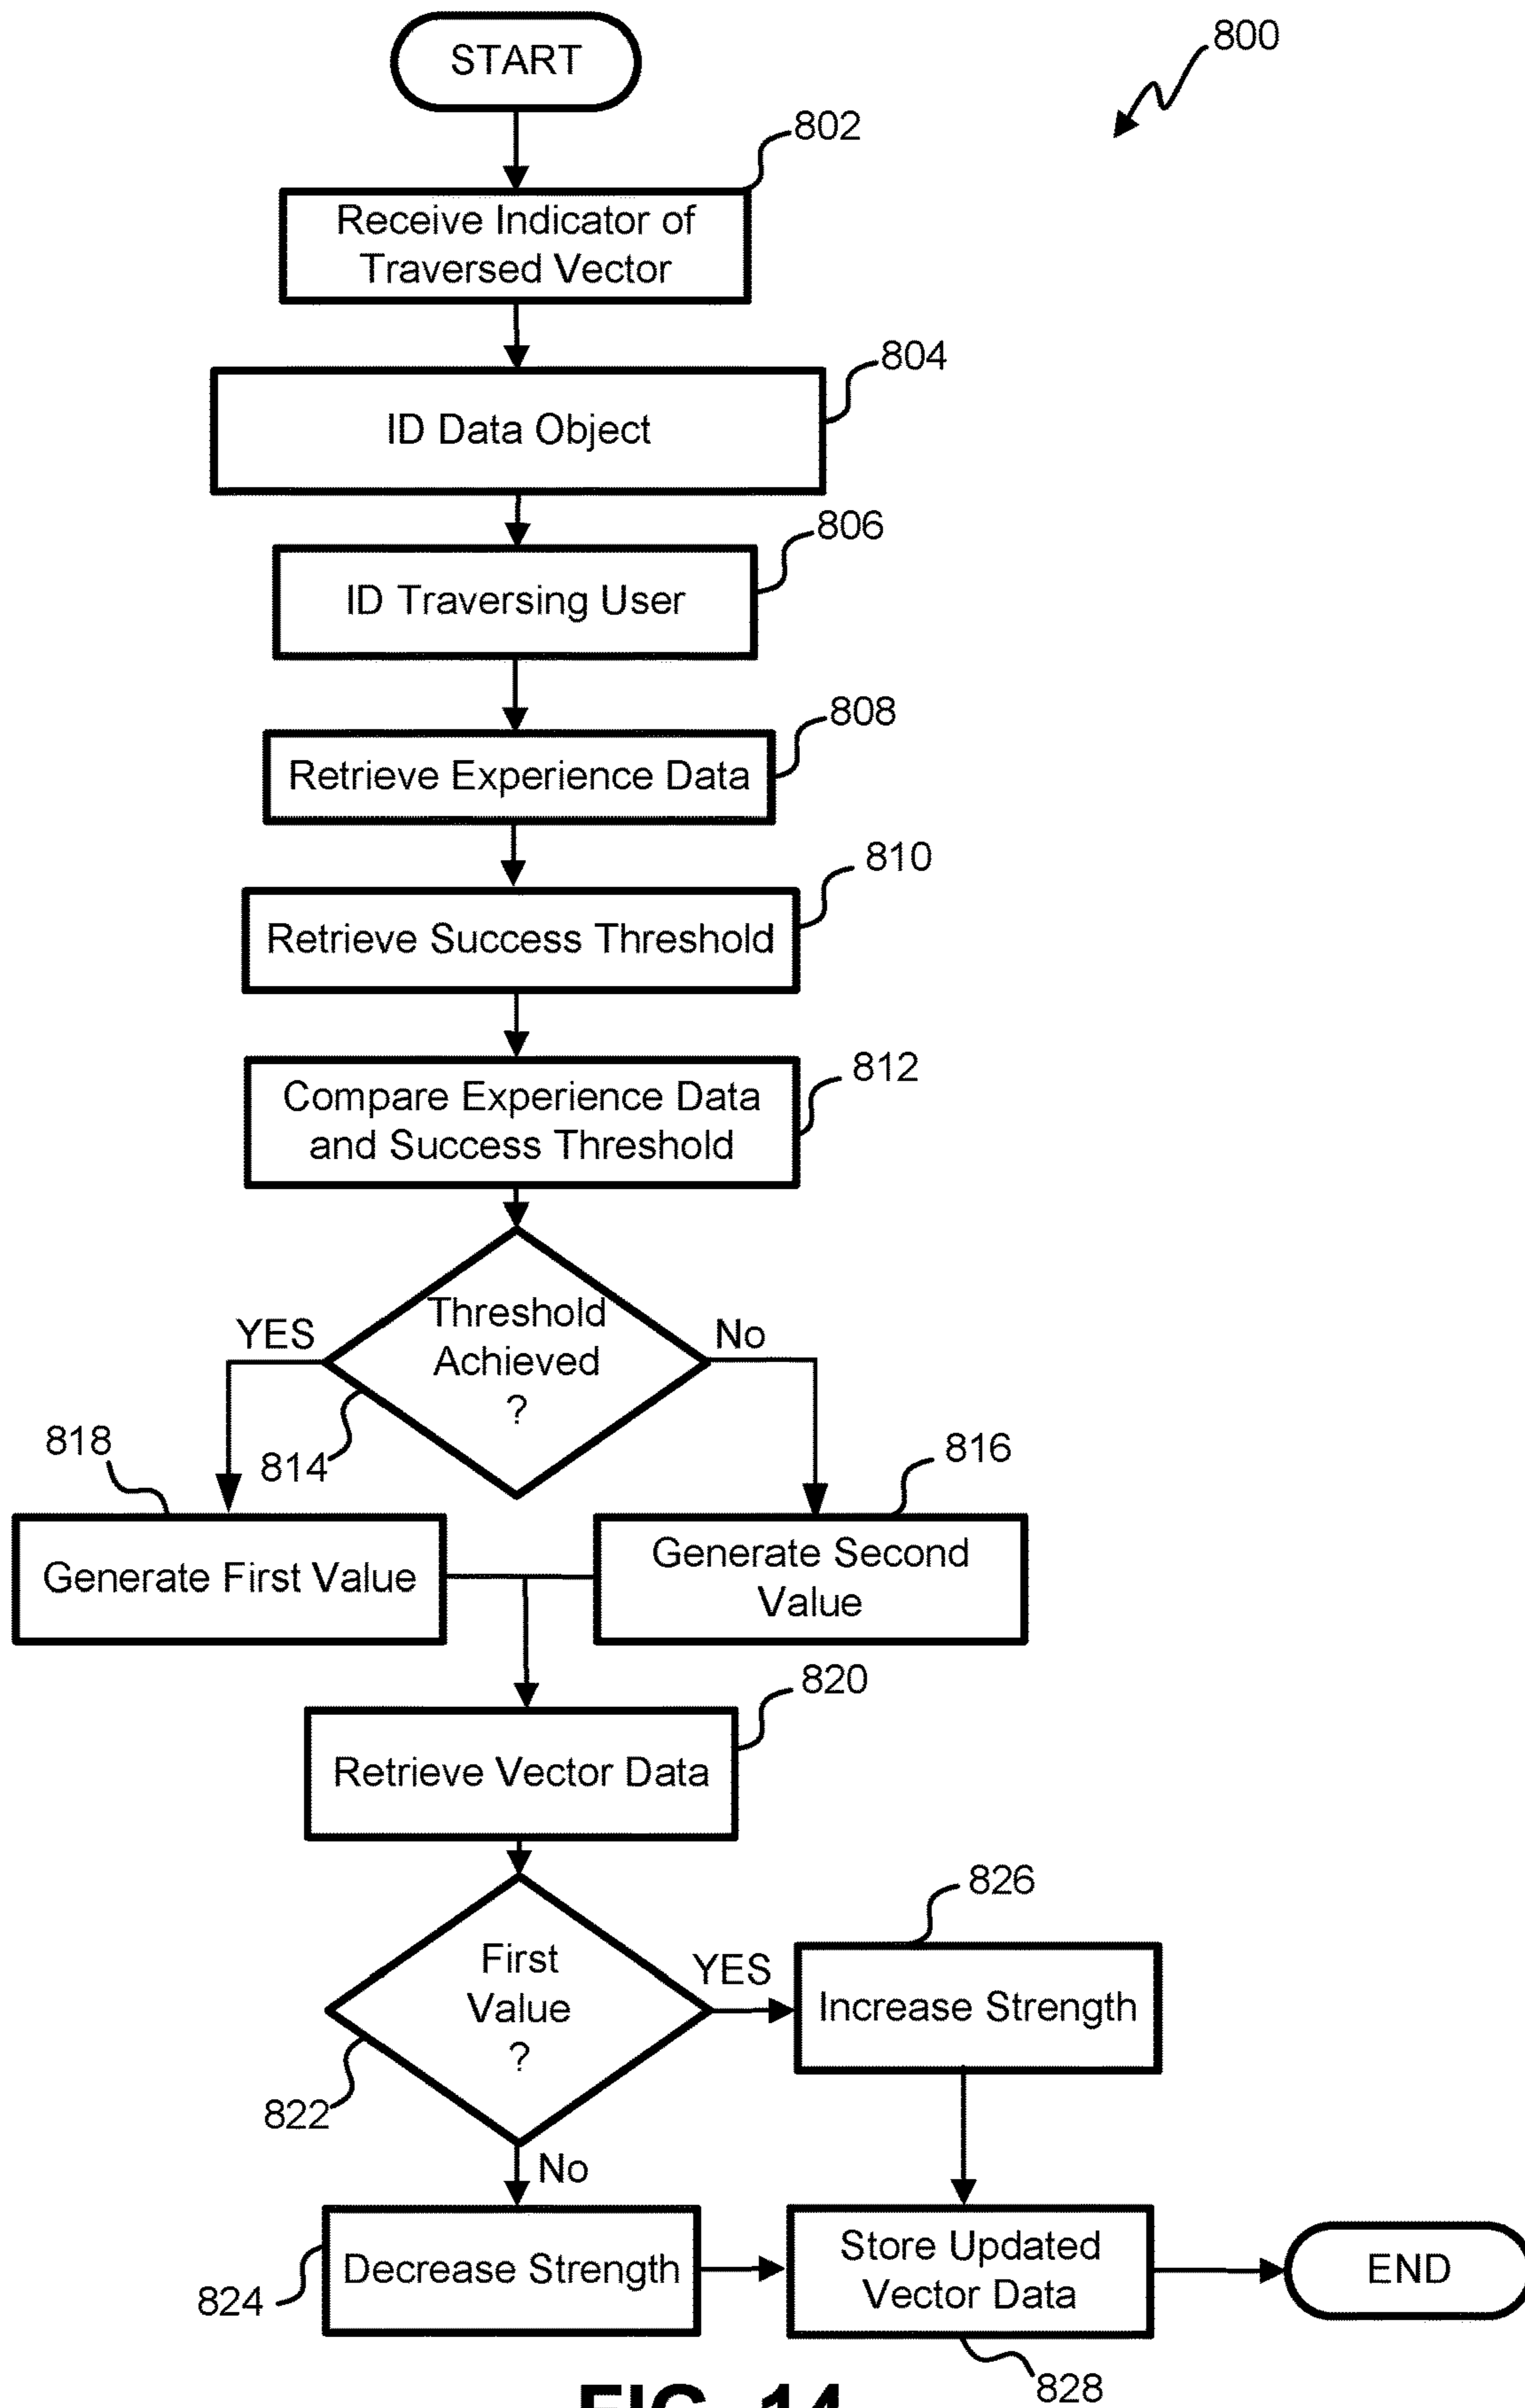 START
800
802
Receive Indicator of
Traversed Vector
804
ID Data Object
806
ID Traversing User
808
Retrieve Experience Data
810
Retrieve Success Threshold
812
Compare Experience Data
and Success Threshold
YES
Threshold
Achieved
?
No
814
818
816
Generate First Value
Generate Second
Value
820
Retrieve Vector Data
826
First
Value
?
YES
Increase Strength
822
No
Decrease Strength
824
Store Updated
Vector Data
END
828
FIG. 14